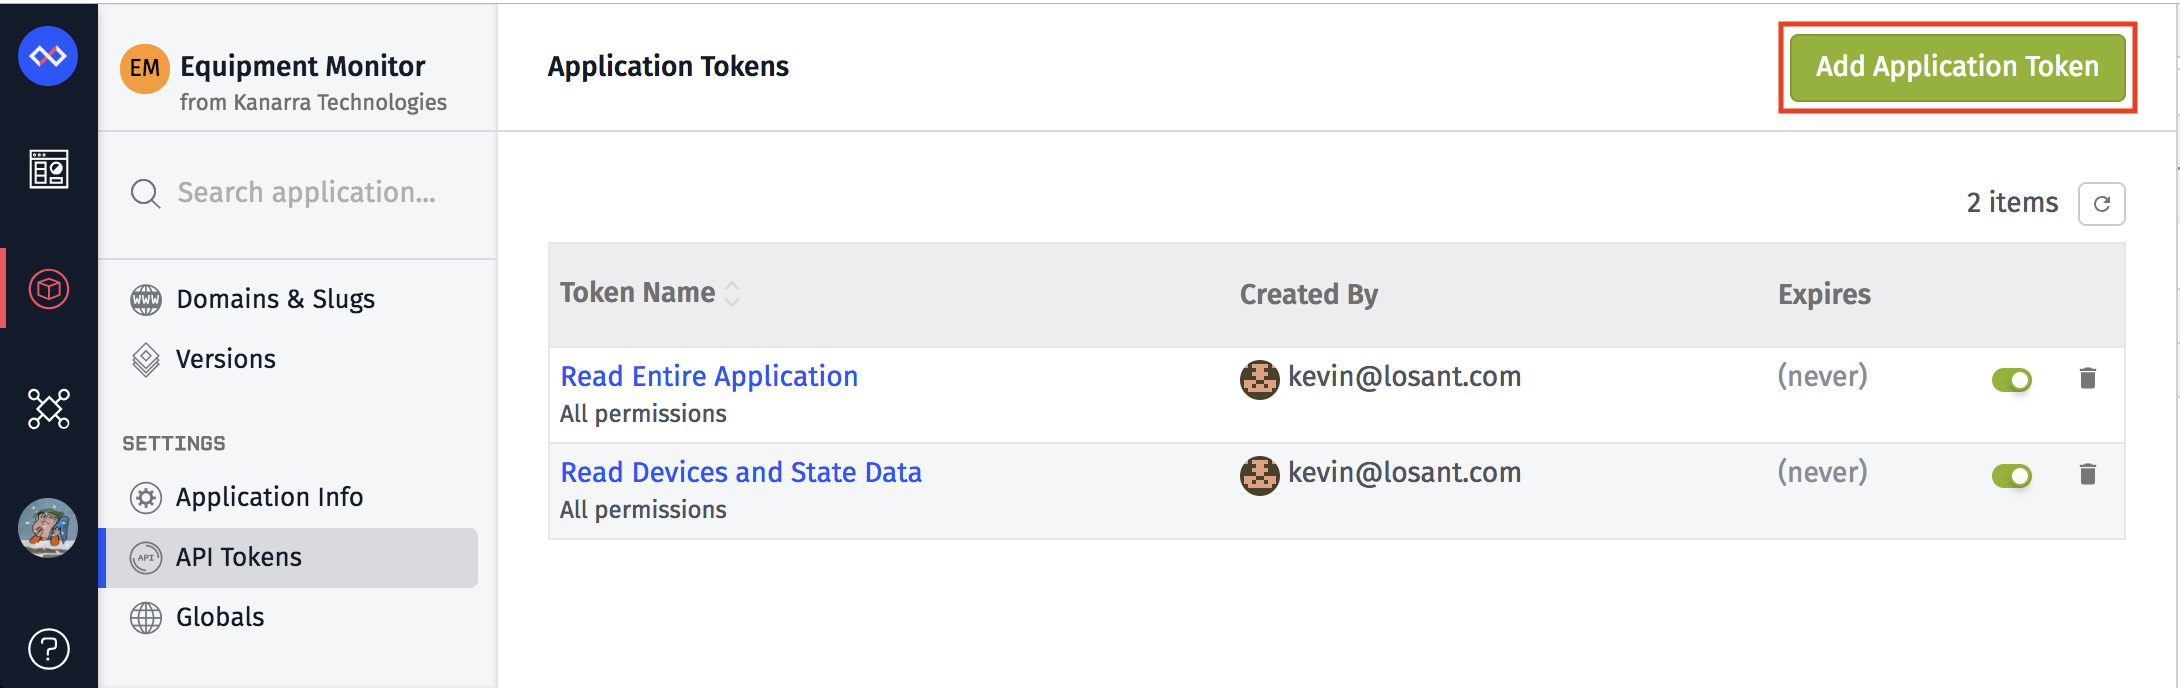 EM
Equipment Monitor
from Kanarra Technologies
Search application...
WWW
Domains & Slugs
Versions
SETTINGS
Application Info
API
API Tokens
Globals
?
Application Tokens
Add Application Token
2 items
Token Name
Created By
Expires
Read Entire Application
All permissions
kevin@losant.com
(never)
Read Devices and State Data
All permissions
kevin@losant.com
(never)